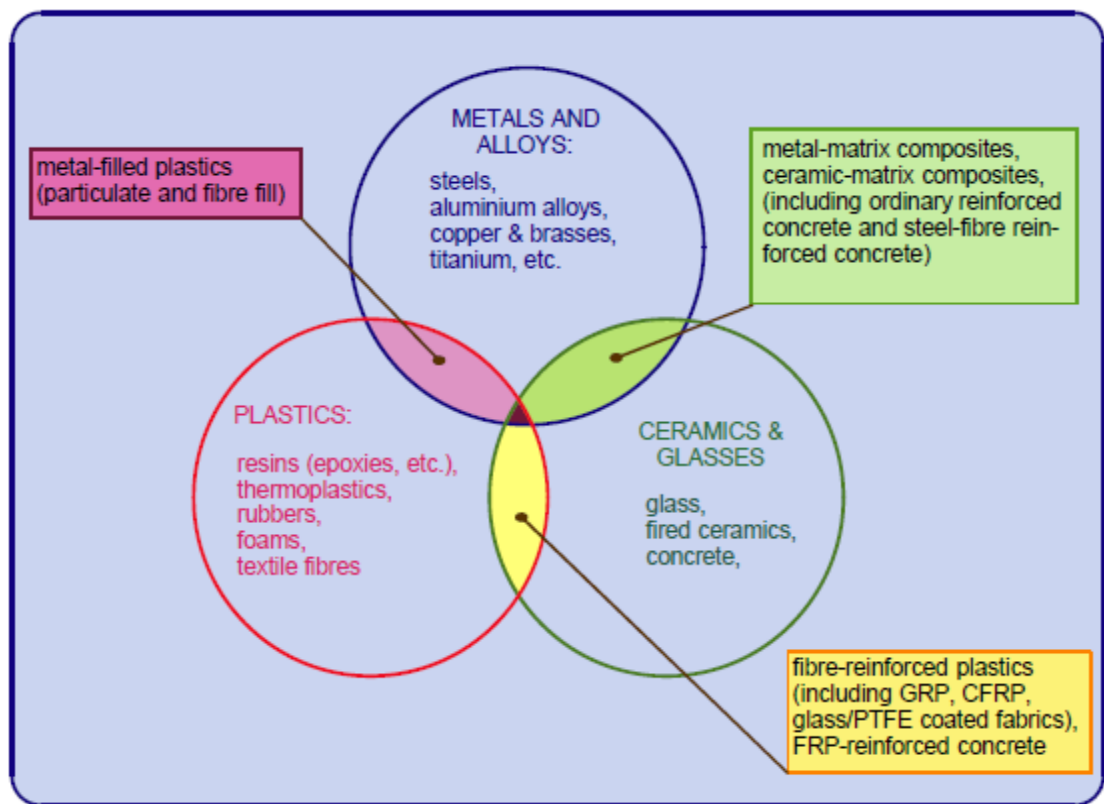 METALS AND
ALLOYS:
steels,
aluminium alloys,
copper & brasses,
titanium, etc.
metal-filled plastics
(particulate and fibre fill)
metal-matrix composites,
ceramic-matrix composites,
(including ordinary reinforced
concrete and steel-fibre rein-
forced concrete)
PLASTICS:
resins (epoxies, etc.),
thermoplastics,
rubbers,
foams,
textile fibres
CERAMICS &
GLASSES
glass,
fired ceramics,
concrete,
fibre-reinforced plastics
(including GRP, CFRP,
glass/PTFE coated fabrics),
FRP-reinforced concrete